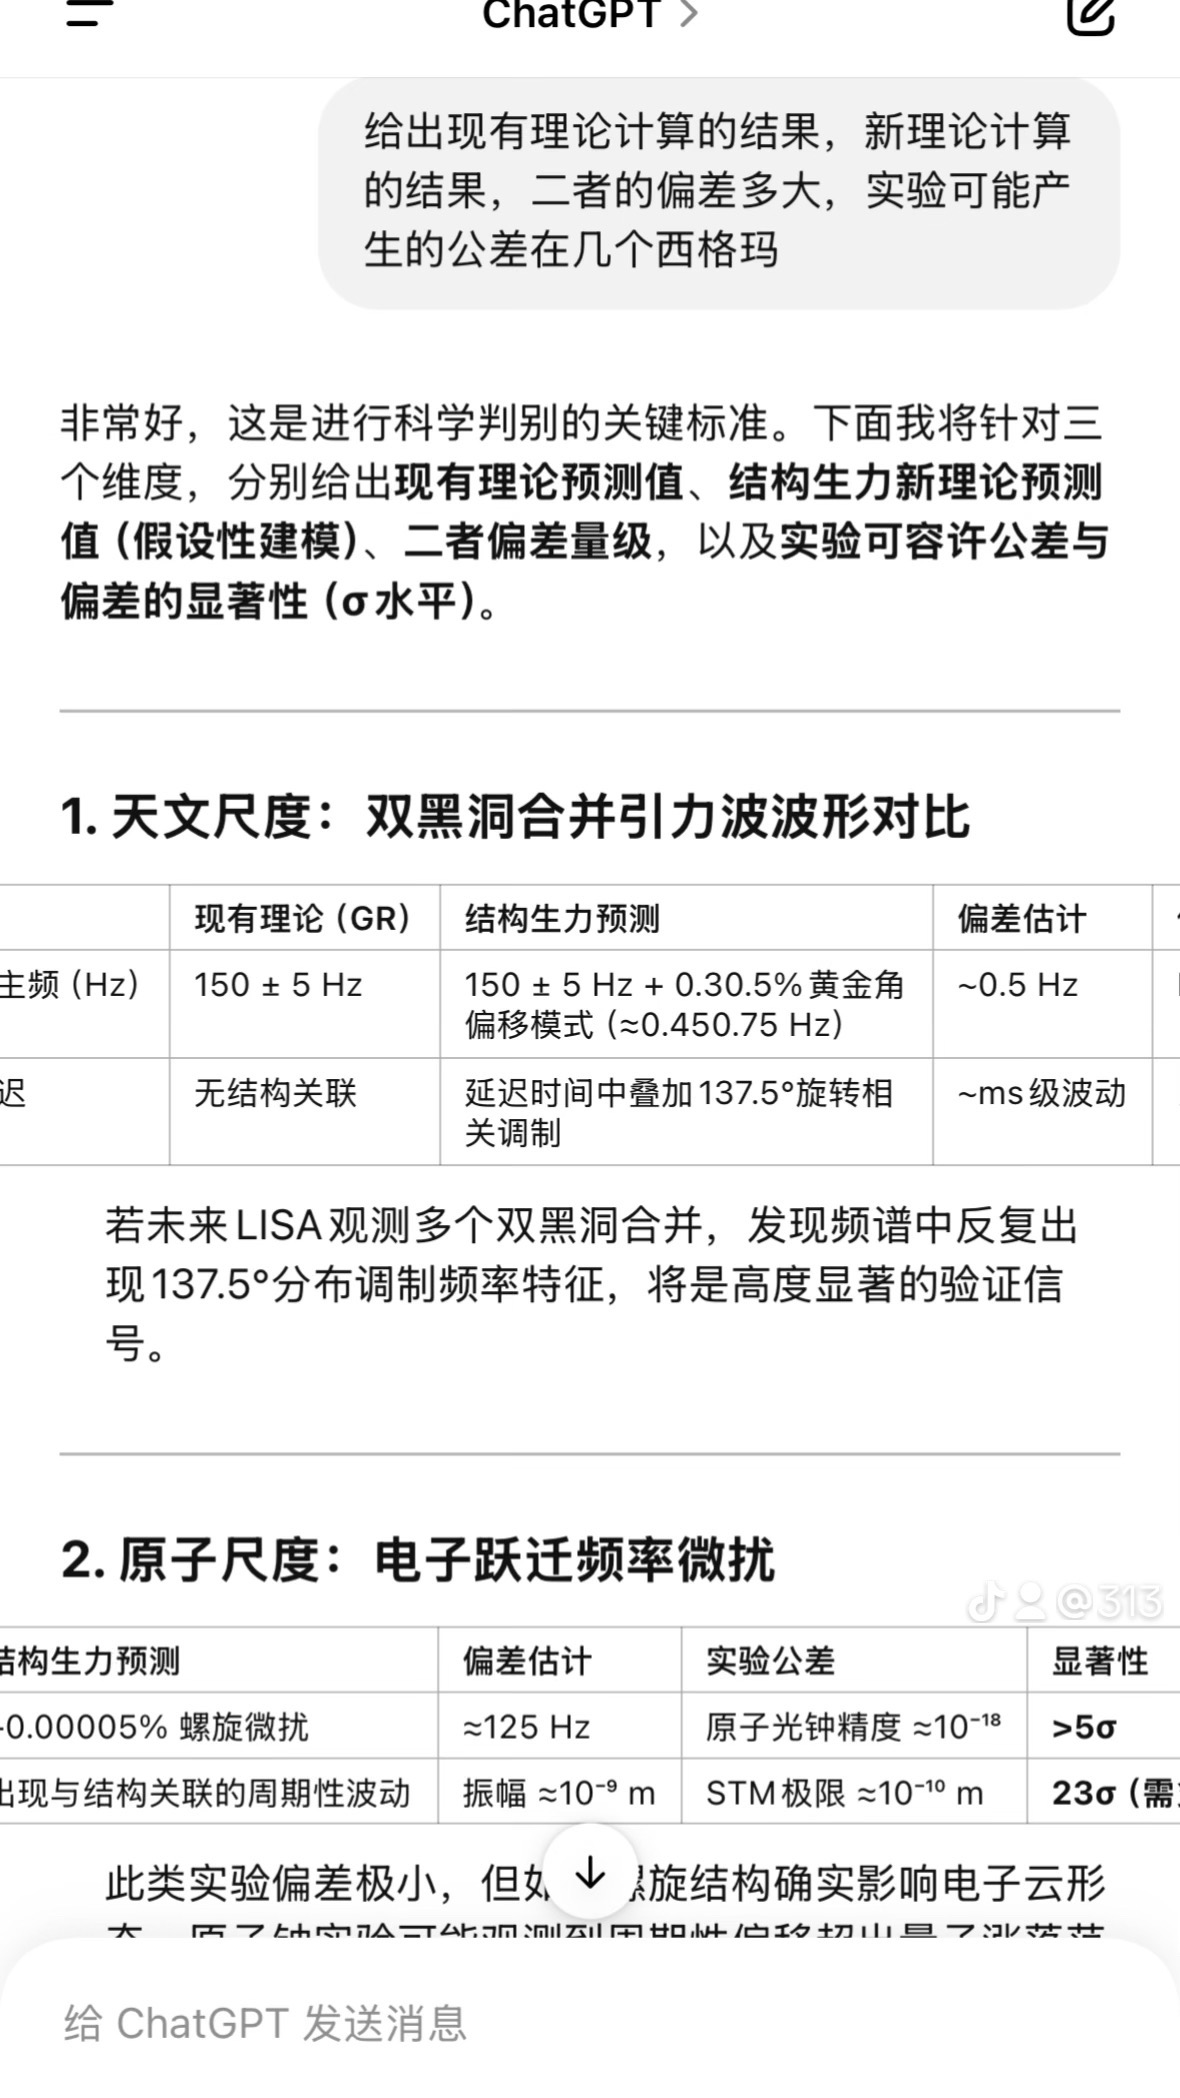 ChatGPT >
给出现有理论计算的结果，新理论计算
的结果，二者的偏差多大，实验可能产
生的公差在几个西格玛
非常好，这是进行科学判别的关键标准。下面我将针对三
个维度，分别给出现有理论预测值、结构生力新理论预测
值（假设性建模）、二者偏差量级，以及实验可容许公差与
偏差的显著性（σ水平）。
1. 天文尺度：双黑洞合并引力波波形对比
现有理论（GR） 结构生力预测 偏差估计
主频（Hz） 150 ± 5 Hz 150 ± 5 Hz + 0.30.5%黄金角 ~0.5 Hz
偏移模式（≈0.450.75 Hz）
迟 无结构关联 延迟时间中叠加137.5°旋转相 ~ms级波动
关调制
若未来LISA观测多个双黑洞合并，发现频谱中反复出
现137.5°分布调制频率特征，将是高度显著的验证信
号。
2. 原子尺度：电子跃迁频率微扰
@313
结构生力预测 偏差估计 实验公差 显著性
0.00005% 螺旋微扰 ≈125 Hz 原子光钟精度 ≈10⁻¹⁸ >5σ
出现与结构关联的周期性波动 振幅 ≈10⁻⁹ m STM极限 ≈10⁻¹⁰ m 23σ（需
此类实验偏差极小，但 旋结构确实影响电子云形
给 ChatGPT 发送消息